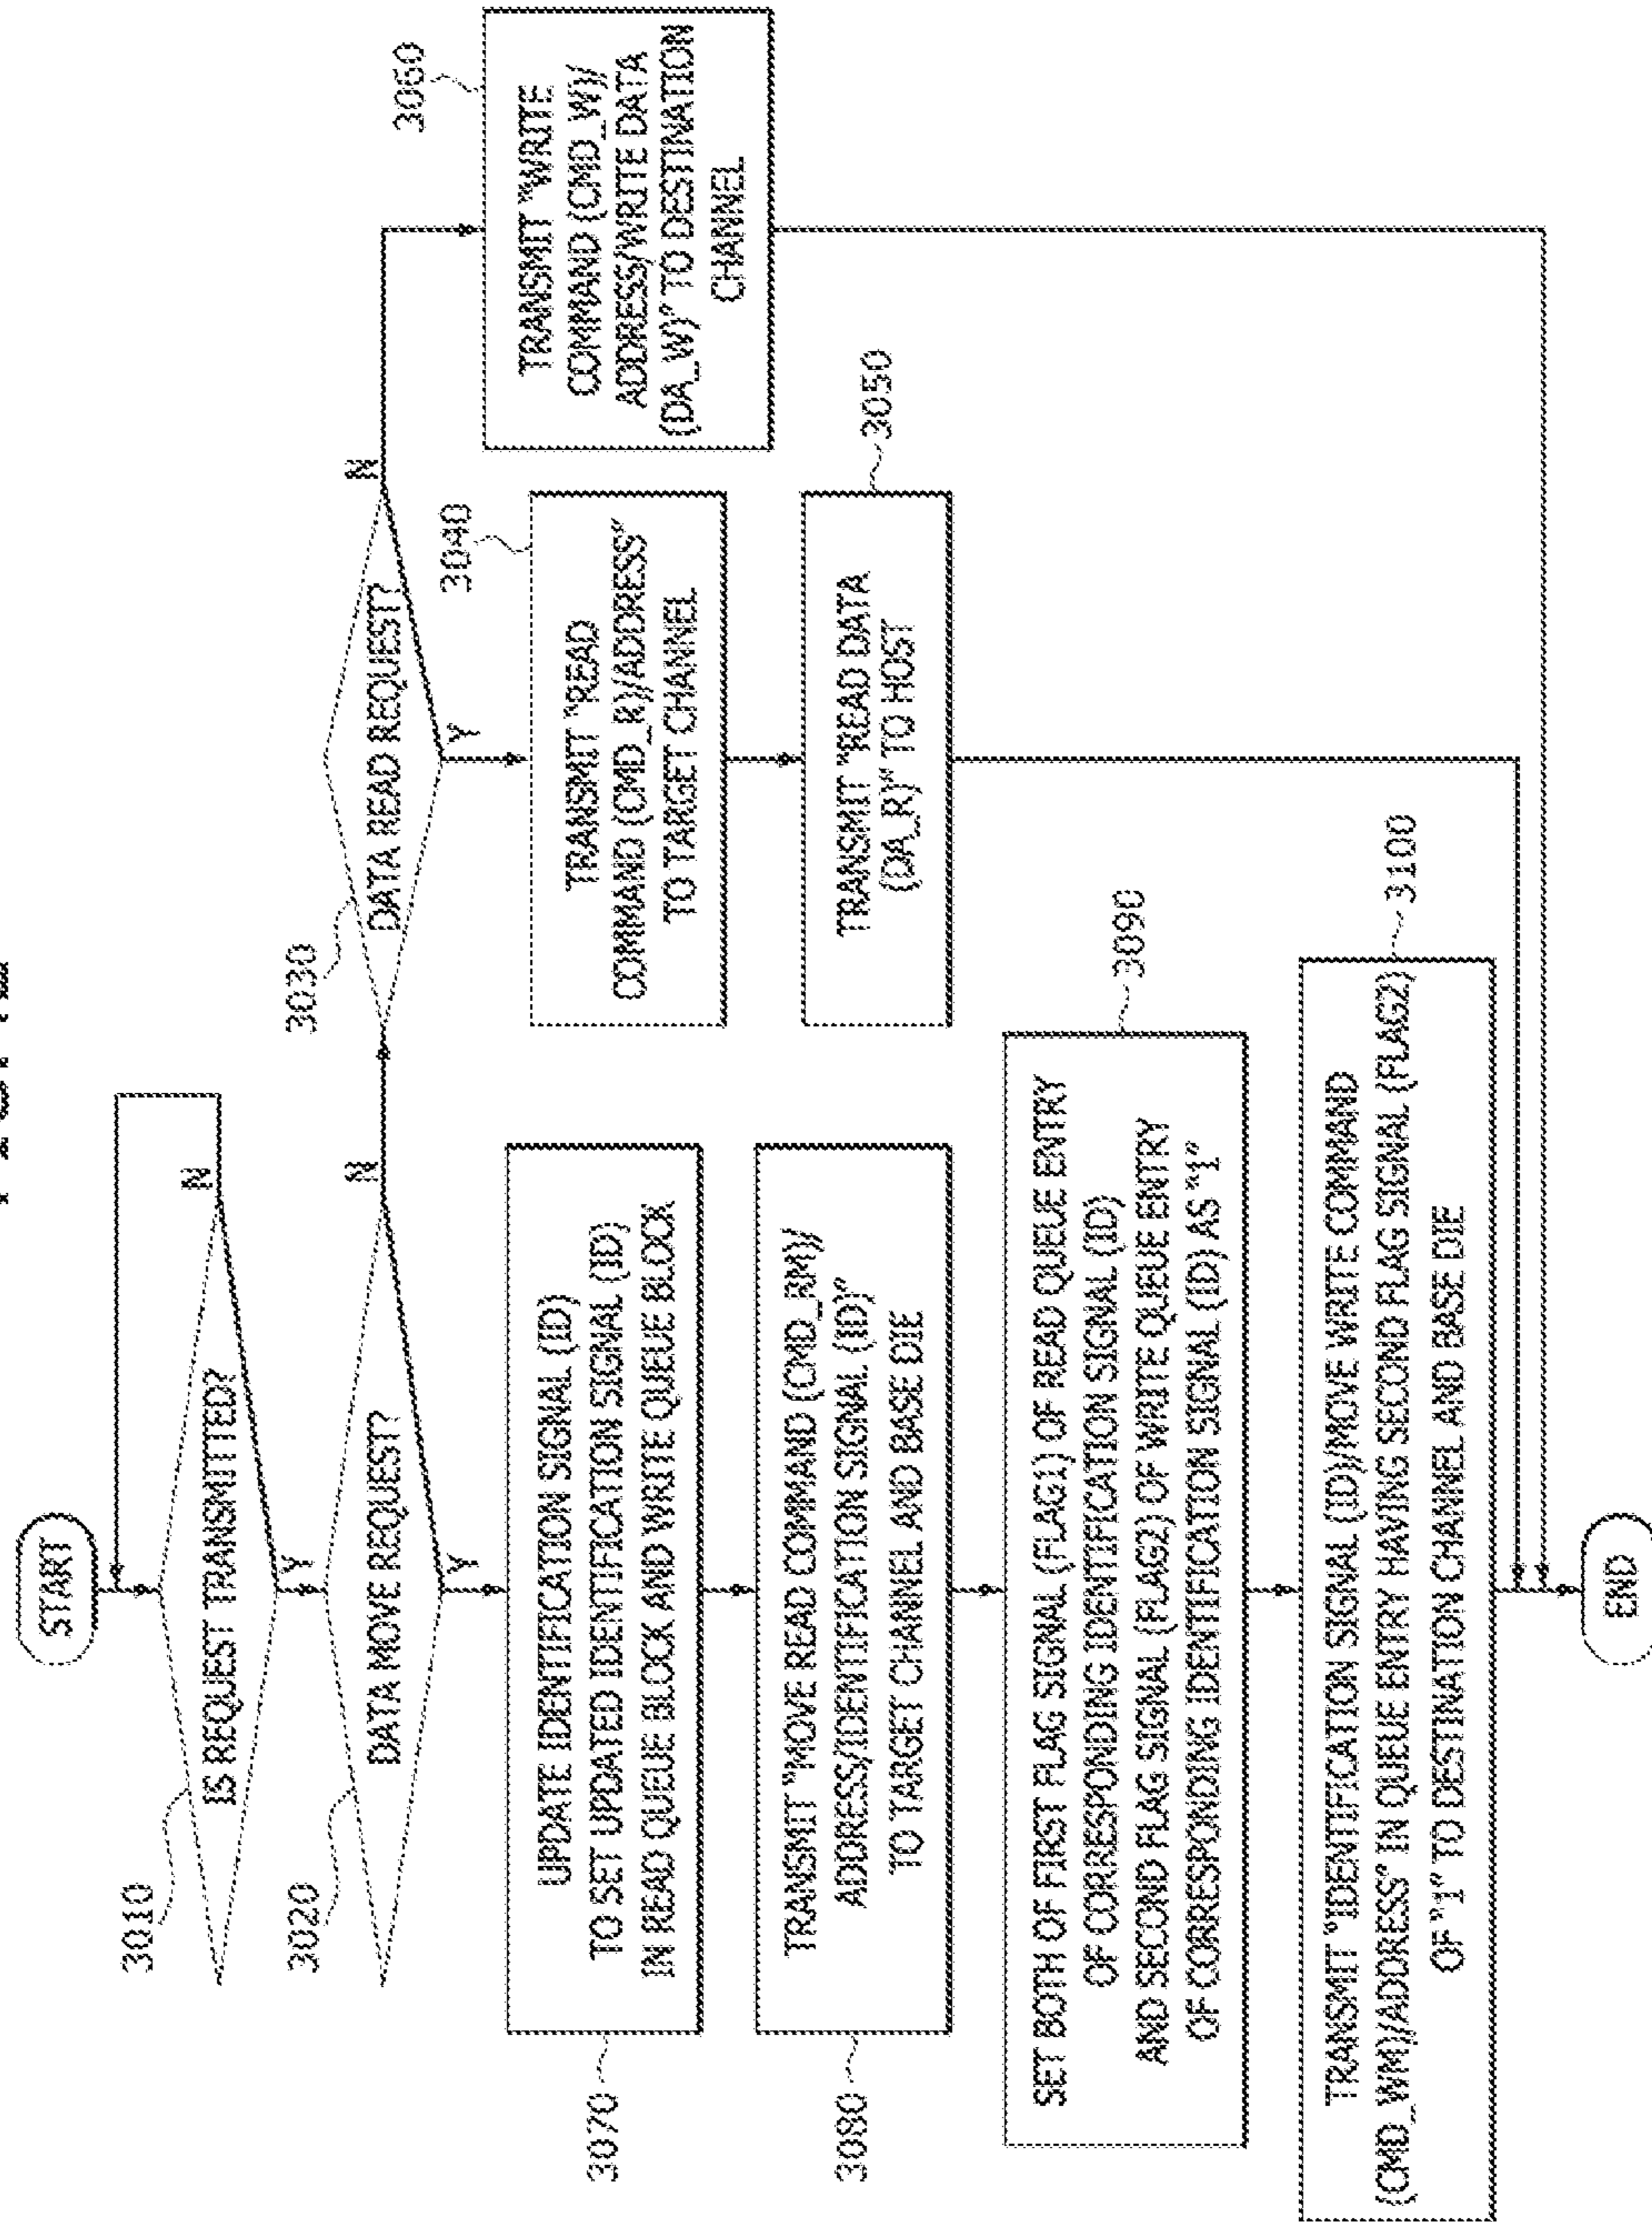 START
3010
IS REQUEST TRANSMITTED?
N
Y
3020
DATA MOVE REQUEST?
N
Y
3030
DATA READ REQUEST?
N
Y
3040
TRANSMIT "READ
COMMAND (CMD_R)/ADDRESS"
TO TARGET CHANNEL
3050
TRANSMIT "READ DATA
(DA_R)" TO HOST
3060
TRANSMIT "WRITE
COMMAND (CMD_W)/
ADDRESS/WRITE DATA
(DA_W)" TO DESTINATION
CHANNEL
3070
UPDATE IDENTIFICATION SIGNAL (ID)
TO SET UPDATED IDENTIFICATION SIGNAL (ID)
IN READ QUEUE BLOCK AND WRITE QUEUE BLOCK
3080
TRANSMIT "MOVE READ COMMAND (CMD_RM)/
ADDRESS/IDENTIFICATION SIGNAL (ID)"
TO TARGET CHANNEL AND BASE DIE
3090
SET BOTH OF FIRST FLAG SIGNAL (FLAG1) OF READ QUEUE ENTRY
OF CORRESPONDING IDENTIFICATION SIGNAL (ID)
AND SECOND FLAG SIGNAL (FLAG2) OF WRITE QUEUE ENTRY
OF CORRESPONDING IDENTIFICATION SIGNAL (ID) AS "1"
3100
TRANSMIT "IDENTIFICATION SIGNAL (ID)/MOVE WRITE COMMAND
(CMD_WM)/ADDRESS" IN QUEUE ENTRY HAVING SECOND FLAG SIGNAL (FLAG2)
OF "1" TO DESTINATION CHANNEL AND BASE DIE
END